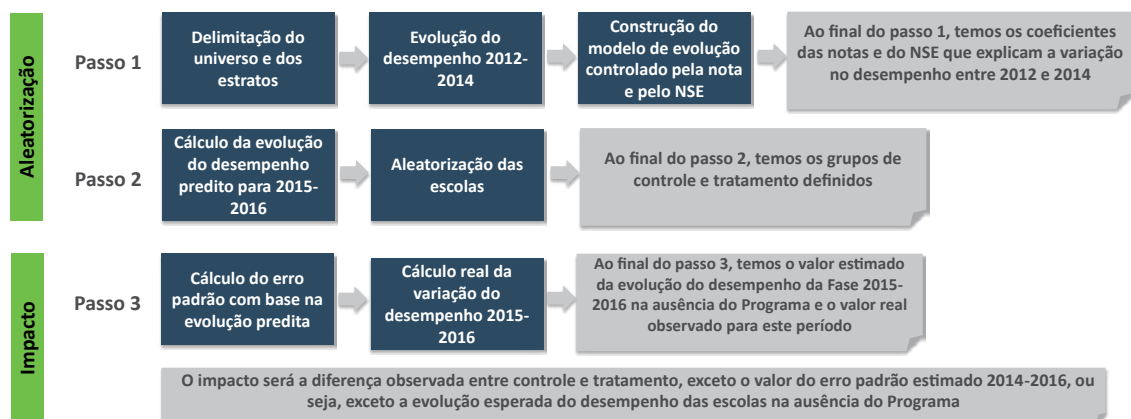 Aleatorização
Passo 1
Delimitação do
universo e dos
estratos
Evolução do
desempenho 2012-
2014
Construção do
modelo de evolução
controlado pela nota
e pelo NSE
Ao final do passo 1, temos os coeficientes
das notas e do NSE que explicam a variação
no desempenho entre 2012 e 2014
Passo 2
Cálculo da evolução
do desempenho
predito para 2015-
2016
Aleatorização das
escolas
Ao final do passo 2, temos os grupos de
controle e tratamento definidos
Impacto
Passo 3
Cálculo do erro
padrão com base na
evolução predita
Cálculo real da
variação do
desempenho 2015-
2016
Ao final do passo 3, temos o valor estimado
da evolução do desempenho da Fase 2015-
2016 na ausência do Programa e o valor real
observado para este período
O impacto será a diferença observada entre controle e tratamento, exceto o valor do erro padrão estimado 2014-2016, ou
seja, exceto a evolução esperada do desempenho das escolas na ausência do Programa